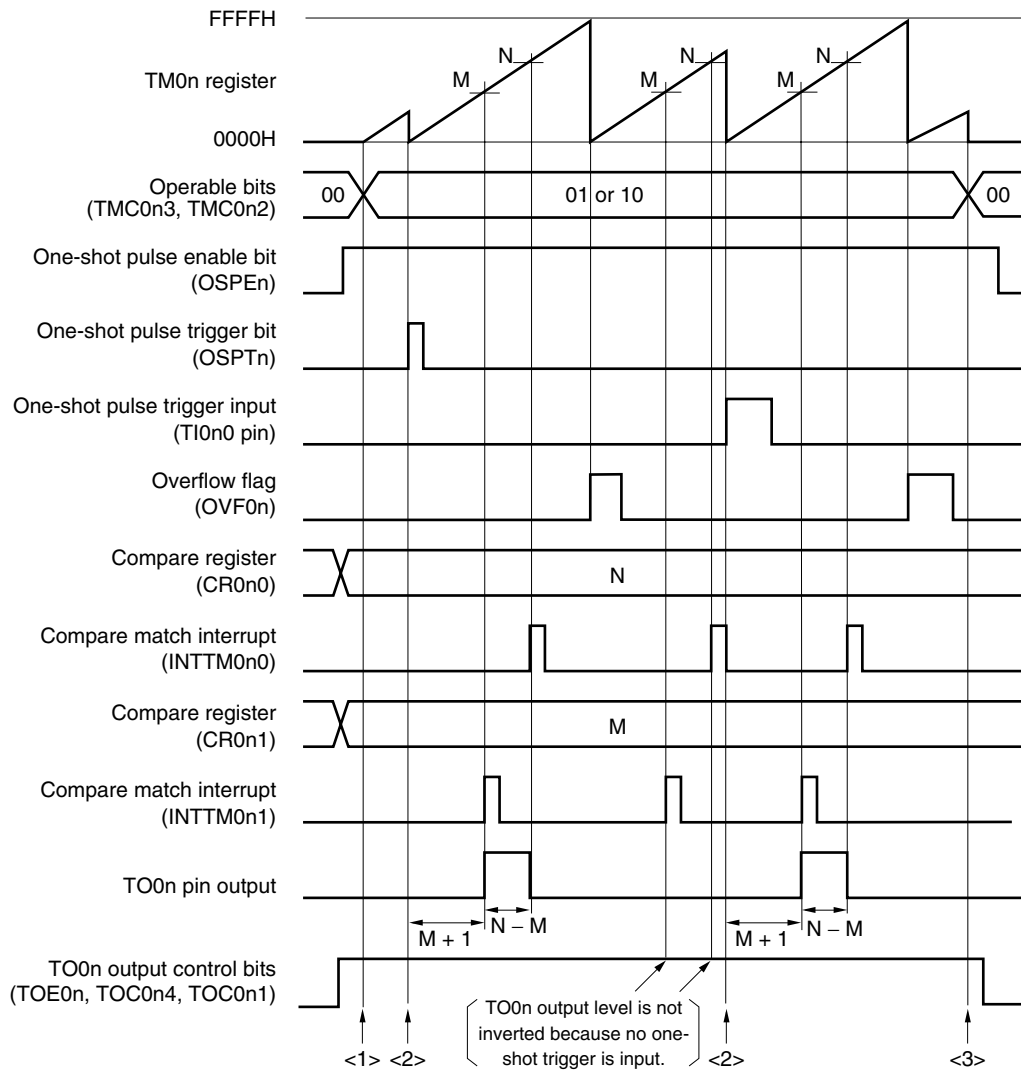 FFFFH
N
N
N
M
M
M
TM0n register
0000H
Operable bits
(TMC0n3, TMC0n2)
00
01 or 10
00
One-shot pulse enable bit
(OSPEn)
One-shot pulse trigger bit
(OSPTn)
One-shot pulse trigger input
(TI0n0 pin)
Overflow flag
(OVF0n)
Compare register
(CR0n0)
N
Compare match interrupt
(INTTM0n0)
Compare register
(CR0n1)
M
Compare match interrupt
(INTTM0n1)
TO0n pin output
M + 1
N – M
M + 1
N – M
TO0n output control bits
(TOE0n, TOC0n4, TOC0n1)
TO0n output level is not
inverted because no one-
shot trigger is input.
<1>
<2>
<2>
<3>